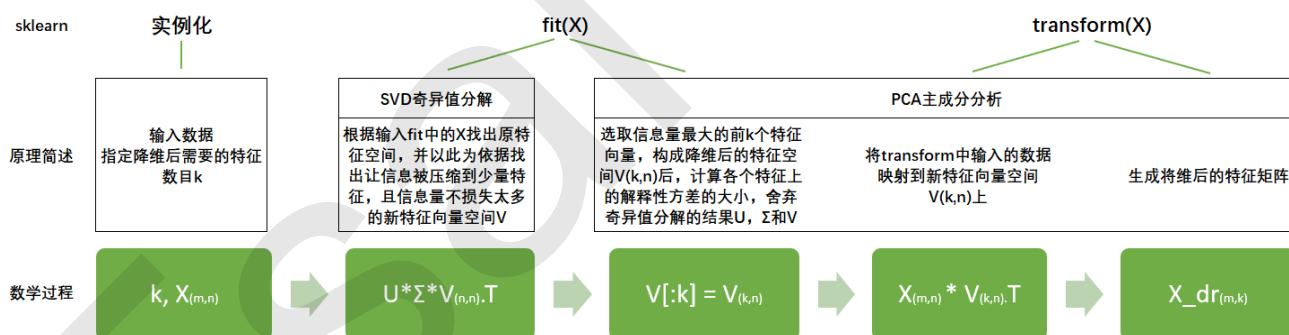 sklearn
实例化
fit(X)
transform(X)
原理简述
输入数据
指定降维后需要的特征
数目k
SVD奇异值分解
根据输入fit中的X找出原特
征空间，并以此为依据找
出让信息被压缩到少量特
征，且信息量不损失太多
的新特征向量空间V
PCA主成分分析
选取信息量最大的前k个特征
向量，构成降维后的特征空
间V(k,n)后，计算各个特征上
的解释性方差的大小，舍弃
奇异值分解的结果U，Σ和V
将transform中输入的数据
映射到新特征向量空间
V(k,n)上
生成将维后的特征矩阵
数学过程
k, X(m,n)
U*Σ*V(n,n).T
V[:k] = V(k,n)
X(m,n) * V(k,n).T
X_dr(m,k)